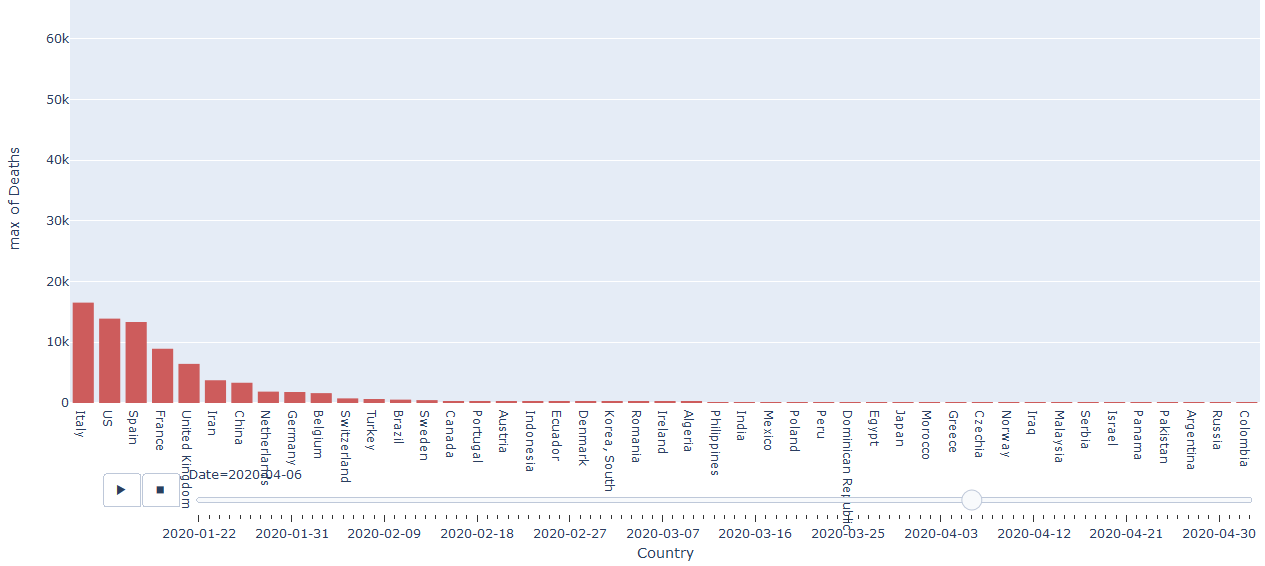 60k
50k
40k
30k
20k
10k
0
max of Deaths
Italy
US
Spain
France
United Kingdom
Iran
China
Netherlands
Germany
Belgium
Switzerland
Turkey
Brazil
Sweden
Canada
Portugal
Austria
Indonesia
Ecuador
Denmark
Korea, South
Romania
Ireland
Algeria
Philippines
India
Mexico
Poland
Peru
Dominican Republic
Egypt
Japan
Morocco
Greece
Czechia
Norway
Iraq
Malaysia
Serbia
Israel
Panama
Pakistan
Argentina
Russia
Colombia
Date=2020-04-06
2020-01-22 2020-01-31 2020-02-09 2020-02-18 2020-02-27 2020-03-07 2020-03-16 2020-03-25 2020-04-03 2020-04-12 2020-04-21 2020-04-30
Country